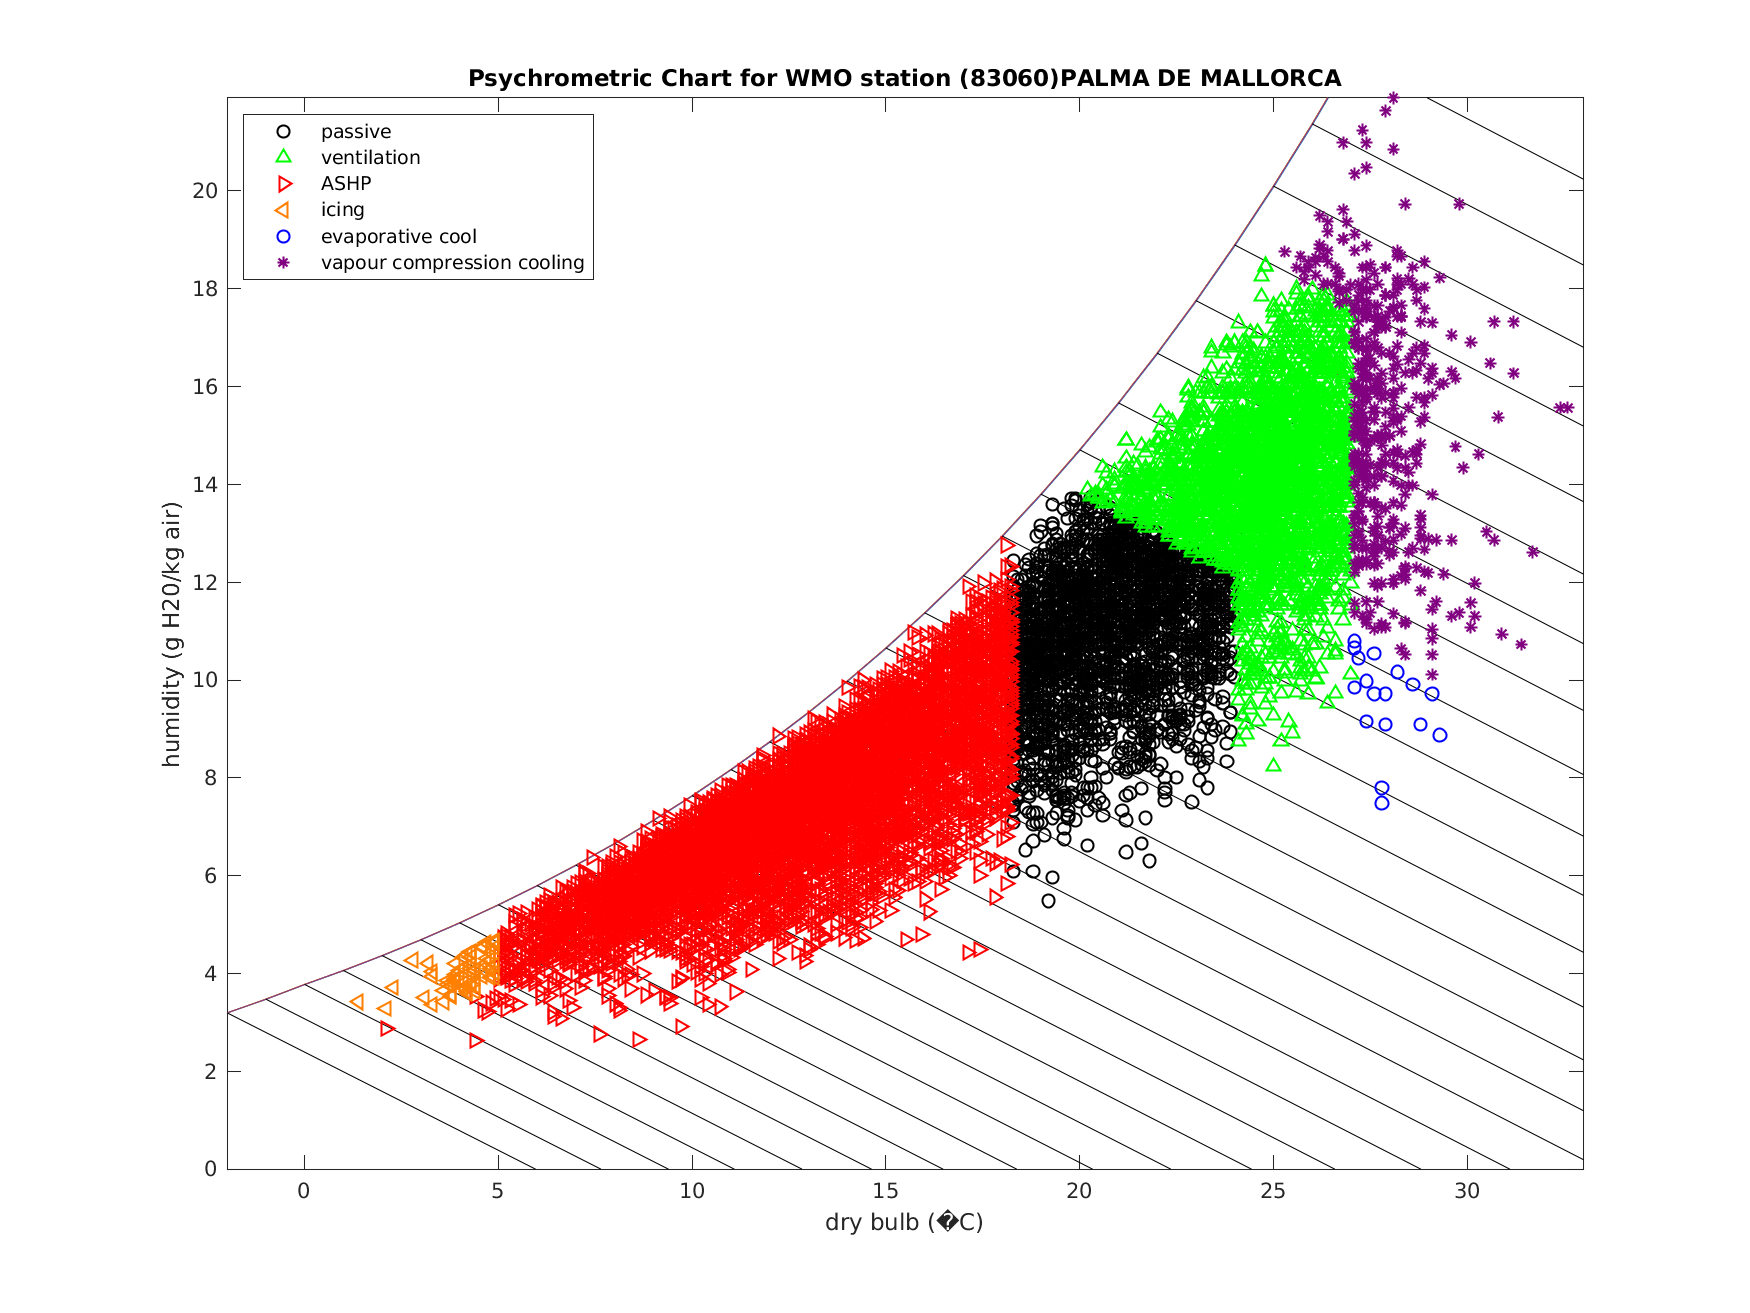 Psychrometric Chart for WMO station (83060)PALMA DE MALLORCA
passive
ventilation
ASHP
icing
evaporative cool
vapour compression cooling
humidity (g H20/kg air)
20
18
16
14
12
10
8
6
4
2
0
0 5 10 15 20 25 30
dry bulb (�C)